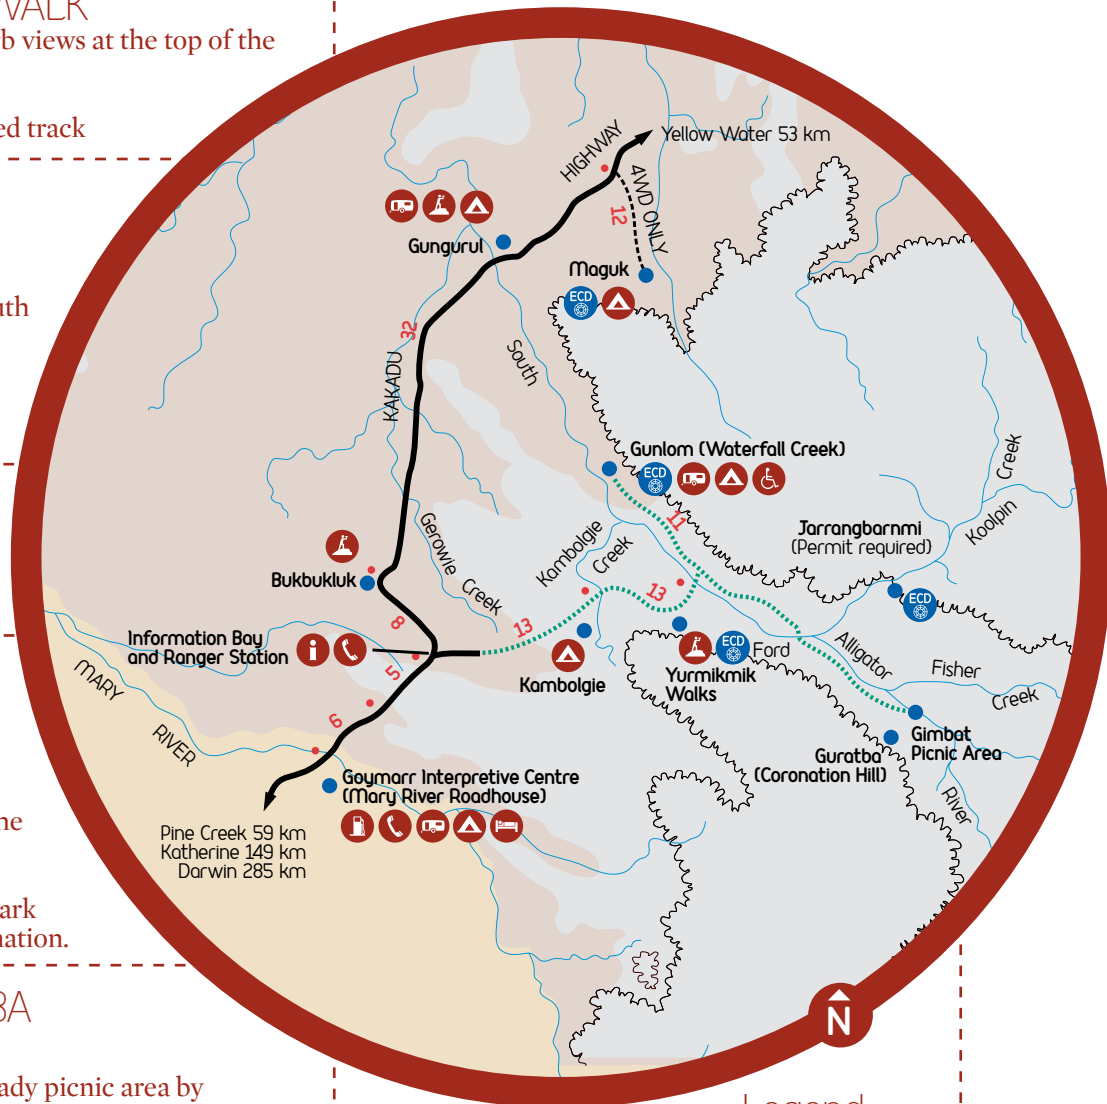 WALK
rb views at the top of the
ed track
uth
he
ark
nation.
BA
ady picnic area by
HIGHWAY
Yellow Water 53 km
4WD ONLY
12
Gungurul
Maguk
ECD
32
KAKADU
South
Gunlom (Waterfall Creek)
ECD
11
Creek
Koolpin
Jarrangbarnmi
(Permit required)
ECD
Gerowie
Creek
Kambolgie
Creek
Bukbukluk
8
13
13
Information Bay
and Ranger Station
i
5
6
Kambolgie
ECD
Ford
Yurmikmik
Walks
Alligator
Fisher
Creek
MARY
RIVER
Gimbat
Picnic Area
Guratba
(Coronation Hill)
River
Goymarr Interpretive Centre
(Mary River Roadhouse)
Pine Creek 59 km
Katherine 149 km
Darwin 285 km
N
Legend